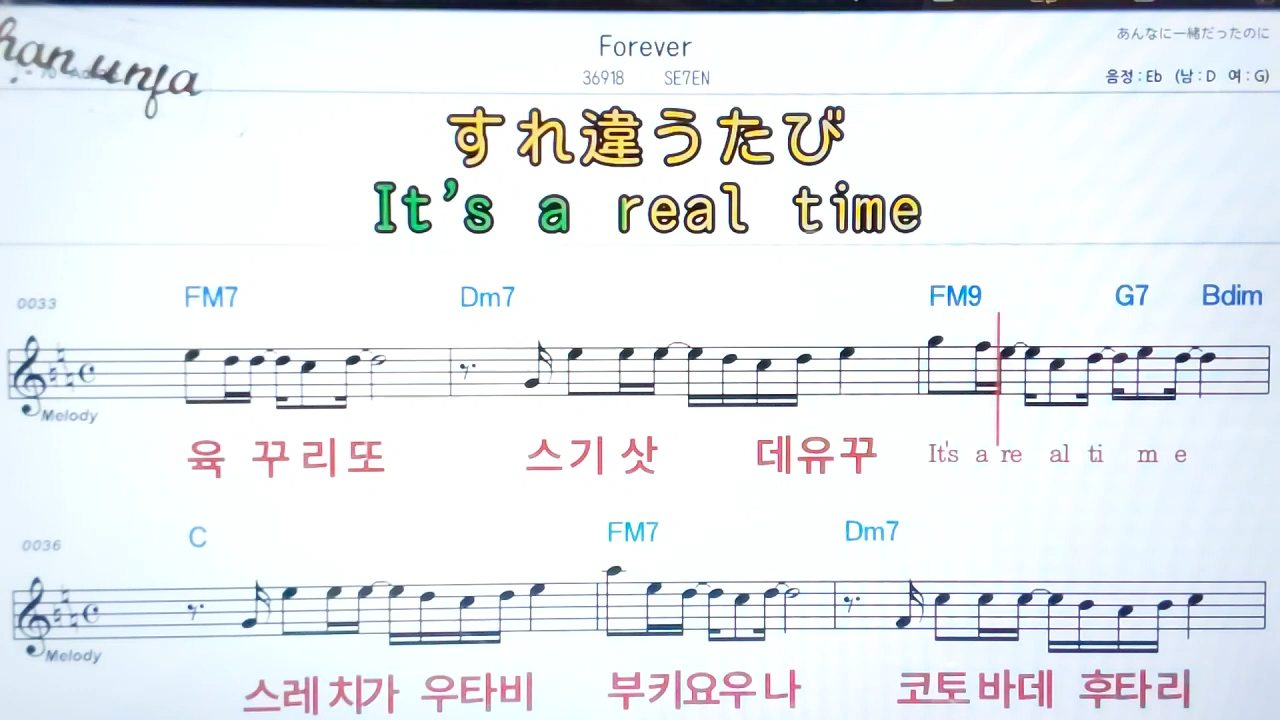 han unja
Forever
あんなに一緒だったのに
36918 SE7EN
음정 : Eb (남 : D 여 : G)
すれ違うたび
It's a real time
0033
FM7 Dm7 FM9 G7 Bdim
Melody
육 꾸리또 스기 삿 데유꾸 It's a re al ti m e
0036
C FM7 Dm7
Melody
스레 치가 우타비 부키요우나 코토바데 후타리